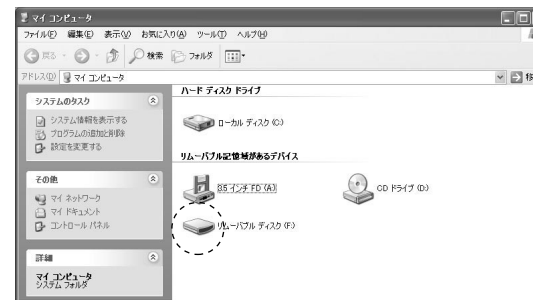 マイ コンピュータ
ファイル(F) 編集(E) 表示(V) お気に入り(A) ツール(T) ヘルプ(H)
戻る 検索 フォルダ
アドレス(D) マイ コンピュータ 移
システムのタスク
システム情報を表示する
プログラムの追加と削除
設定を変更する
その他
マイ ネットワーク
マイ ドキュメント
コントロール パネル
詳細
マイ コンピュータ
システム フォルダ
ハード ディスク ドライブ
ローカル ディスク (C:)
リムーバブル記憶域があるデバイス
3.5 インチ FD (A:)
CD ドライブ (D:)
リムーバブル ディスク (F:)